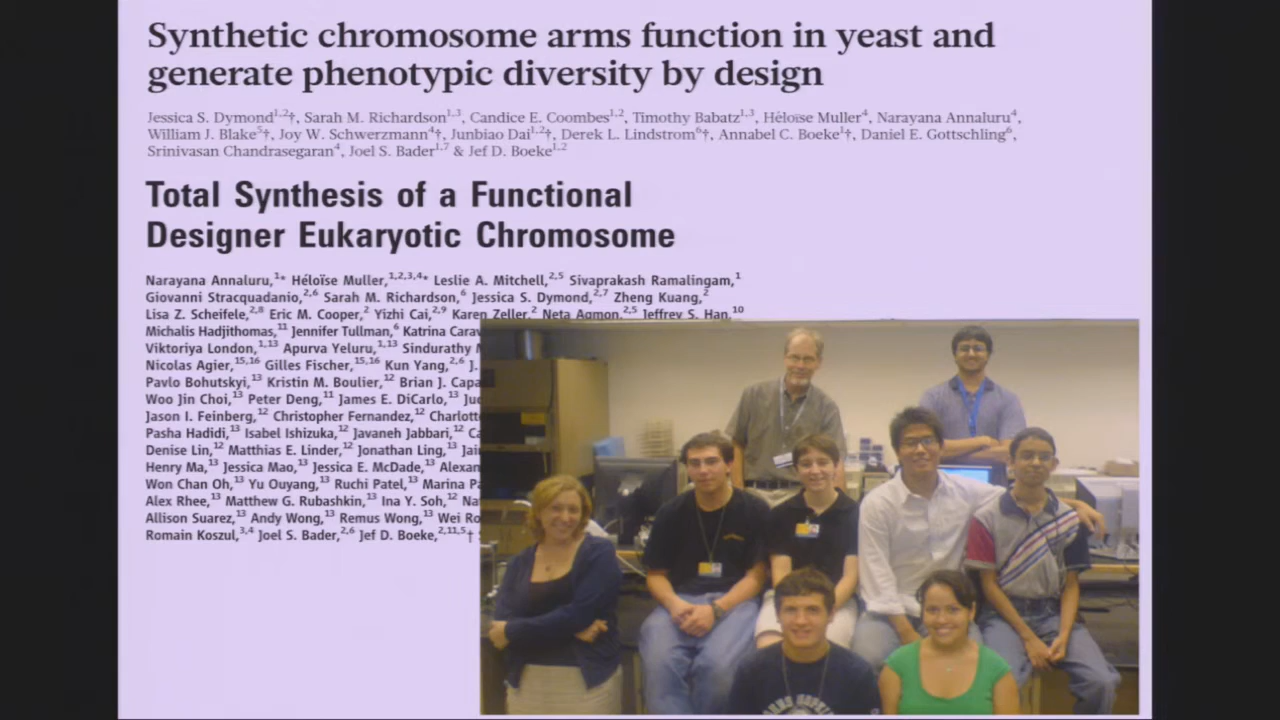 Synthetic chromosome arms function in yeast and
generate phenotypic diversity by design
Jessica S. Dymond1,2†, Sarah M. Richardson1,3, Candice E. Coombes1,2, Timothy Babatz1,3, Héloïse Muller4, Narayana Annaluru4,
William J. Blake5†, Joy W. Schwerzmann4†, Junbiao Dai1,2†, Derek L. Lindstrom6†, Annabel C. Boeke1†, Daniel E. Gottschling6,
Srinivasan Chandrasegaran4, Joel S. Bader1,7 & Jef D. Boeke1,2
Total Synthesis of a Functional
Designer Eukaryotic Chromosome
Narayana Annaluru,1* Héloïse Muller,1,2,3,4* Leslie A. Mitchell,2,5 Sivaprakash Ramalingam,1
Giovanni Stracquadanio,2,6 Sarah M. Richardson,6 Jessica S. Dymond,2,7 Zheng Kuang,2
Lisa Z. Scheifele,2,8 Eric M. Cooper,2 Yizhi Cai,2,9 Karen Zeller,2 Neta Agmon,2,5 Jeffrey S. Han,10
Michalis Hadjithomas,11 Jennifer Tullman,6 Katrina
Viktoriya London,1,13 Apurva Yeluru,1,13 Sindurathy
Nicolas Agier,15,16 Gilles Fischer,15,16 Kun Yang,2,6 J.
Pavlo Bohutskyi,13 Kristin M. Boulier,12 Brian J.
Woo Jin Choi,13 Peter Deng,11 James E. DiCarlo,13
Jason I. Feinberg,12 Christopher Fernandez,12
Pasha Hadidi,13 Isabel Ishizuka,12 Javaneh Jabbari,12
Denise Lin,12 Matthias E. Linder,12 Jonathan Ling,13
Henry Ma,13 Jessica Mao,13 Jessica E. McDade,13
Won Chan Oh,13 Yu Ouyang,13 Ruchi Patel,13 Marina
Alex Rhee,13 Matthew G. Rubashkin,13 Ina Y. Soh,12
Allison Suarez,13 Andy Wong,13 Remus Wong,13 Wei
Romain Koszul,3,4 Joel S. Bader,2,6 Jef D. Boeke,2,11,5†